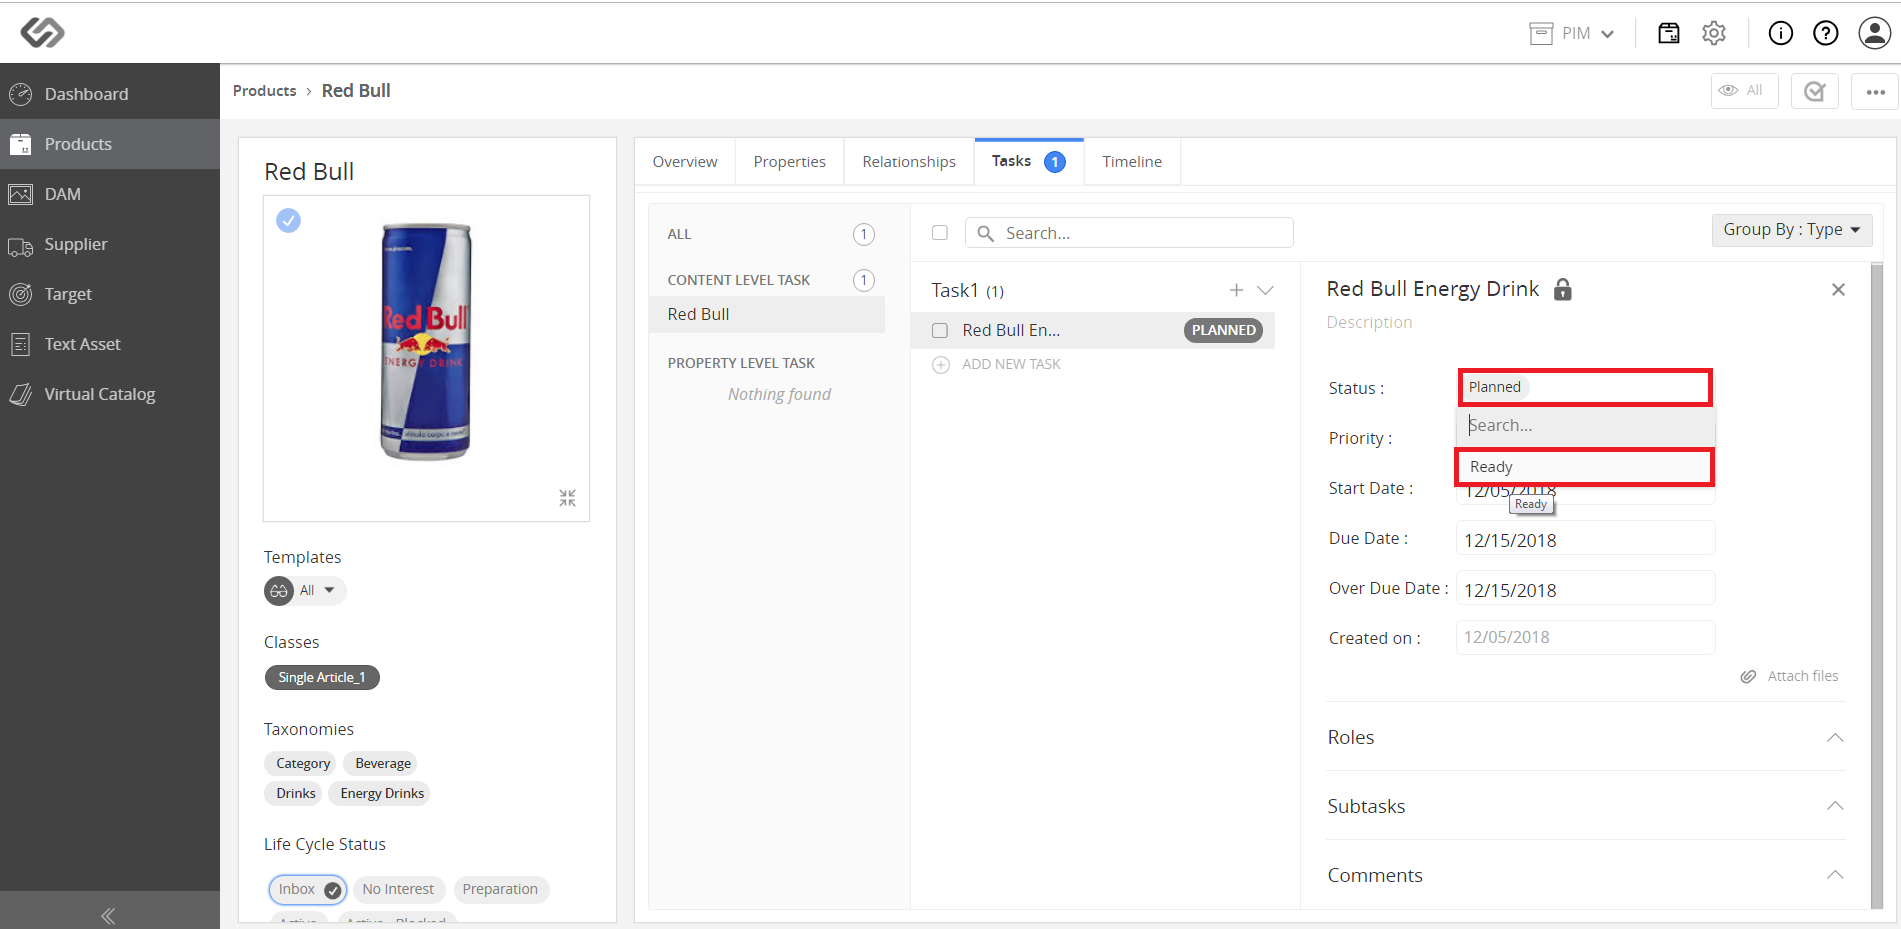 PIM
Dashboard
Products
DAM
Supplier
Target
Text Asset
Virtual Catalog
Products › Red Bull
All
Red Bull
Red Bull
ENERGY DRINK
Templates
All
Classes
Single Article_1
Taxonomies
Category Beverage
Drinks Energy Drinks
Life Cycle Status
Inbox No Interest Preparation
Overview Properties Relationships Tasks 1 Timeline
ALL 1
CONTENT LEVEL TASK 1
Red Bull
PROPERTY LEVEL TASK
Nothing found
Search...
Group By : Type
Task1 (1)
Red Bull En... PLANNED
ADD NEW TASK
Red Bull Energy Drink
Description
Status : Planned
Search...
Priority :
Ready
Start Date : 12/05/2018
Ready
Due Date : 12/15/2018
Over Due Date : 12/15/2018
Created on : 12/05/2018
Attach files
Roles
Subtasks
Comments